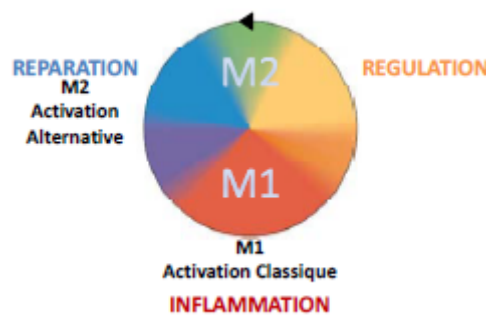 M2
REPARATION
M2
Activation
Alternative
REGULATION
M1
M1
Activation Classique
INFLAMMATION